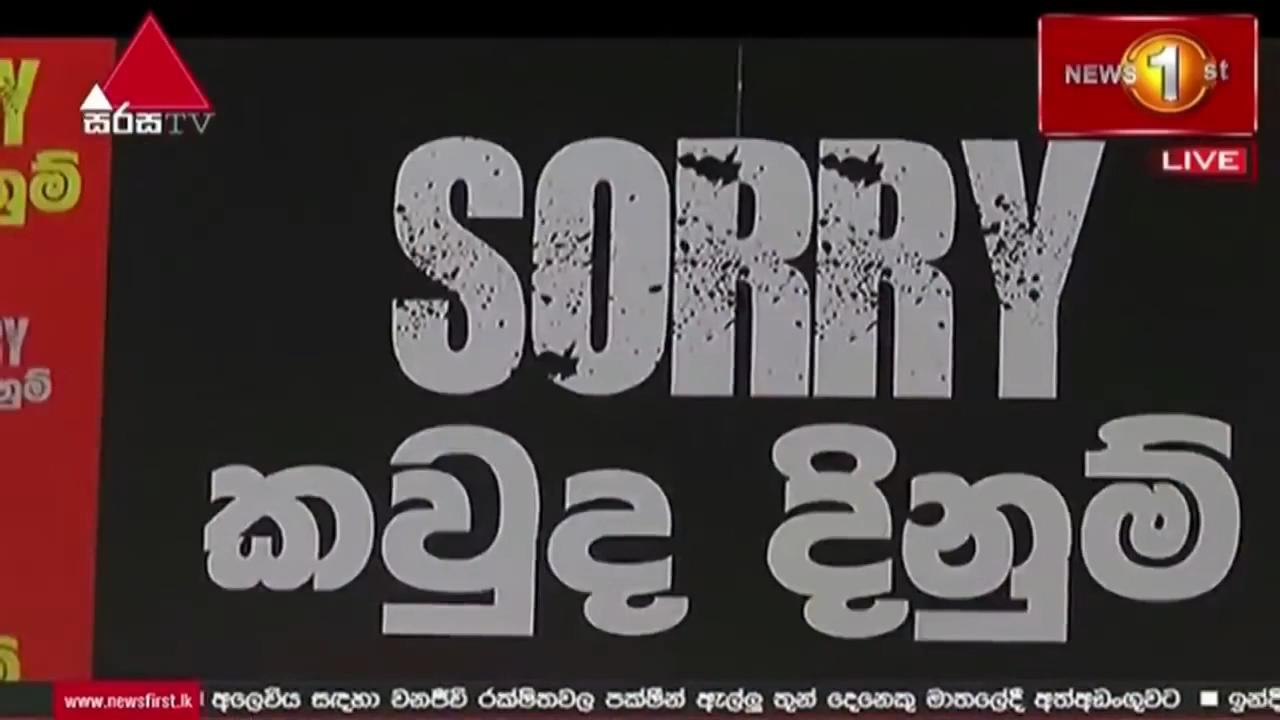 සිරස TV
NEWS 1st
LIVE
SORRY
කවුද දිනුම්
www.newsfirst.lk
අලෙවිය සඳහා වනජීවී රක්ෂිතවල පක්ෂීන් ඇල්ලූ තුන් දෙනෙකු මාතලේදී අත්අඩංගුවට ■